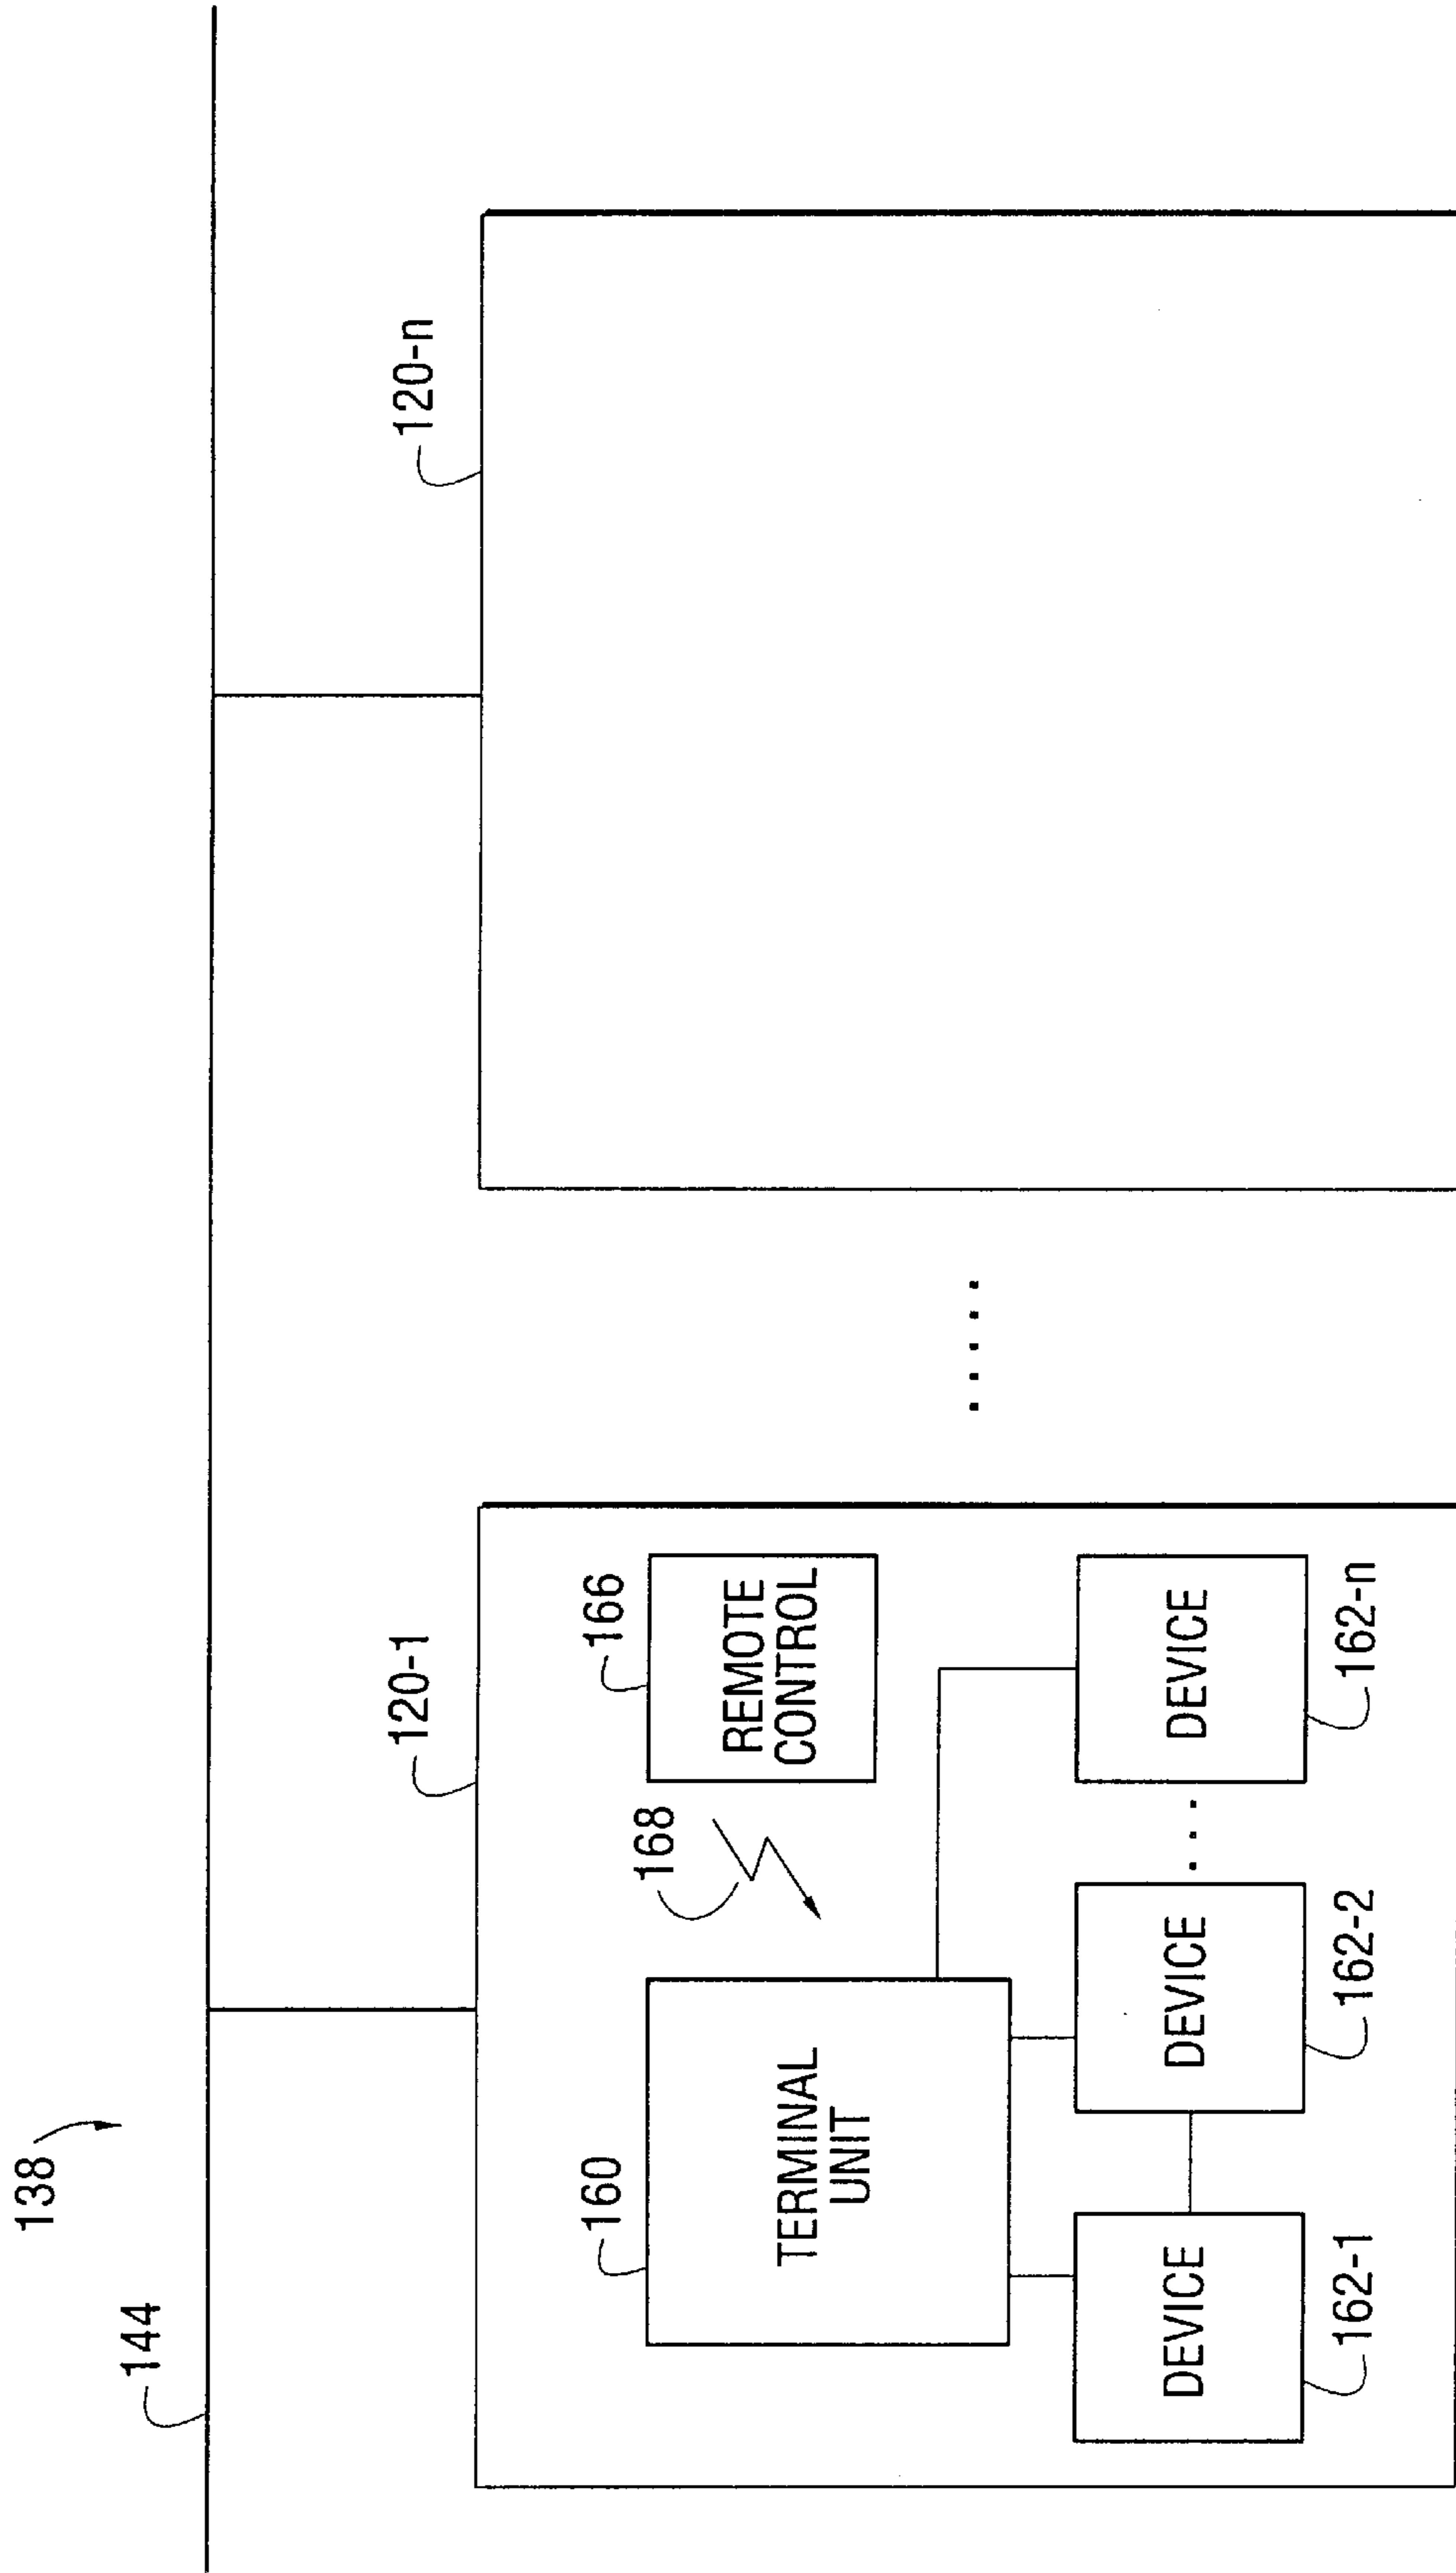 138
144
120-1
120-n
160
168
166
TERMINAL
UNIT
REMOTE
CONTROL
DEVICE
DEVICE
. . .
DEVICE
162-1
162-2
162-n
. . . . .